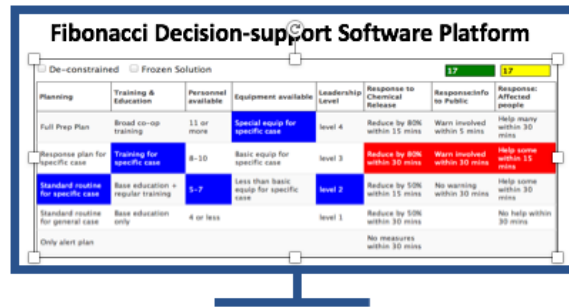 Fibonacci Decision-support Software Platform
De-constrained Frozen Solution 17 17
Planning
Training & Education
Personnel available
Equipment available
Leadership Level
Response to Chemical Release
Response:Info to Public
Response: Affected people
Full Prep Plan
Broad co-op training
11 or more
Special equip for specific case
level 4
Reduce by 80% within 15 mins
Warn involved within 5 mins
Help many within 30 mins
Response plan for specific case
Training for specific case
8-10
Basic equip for specific case
level 3
Reduce by 80% within 30 mins
Warn involved within 30 mins
Help some within 15 mins
Standard routine for specific case
Base education + regular training
5-7
Less than basic equip for specific case
level 2
Reduce by 50% within 15 mins
No warning within 30 mins
Help some within 30 mins
Standard routine for general case
Base education only
4 or less
level 1
Reduce by 50% within 30 mins
No help within 30 mins
Only alert plan
No measures within 30 mins